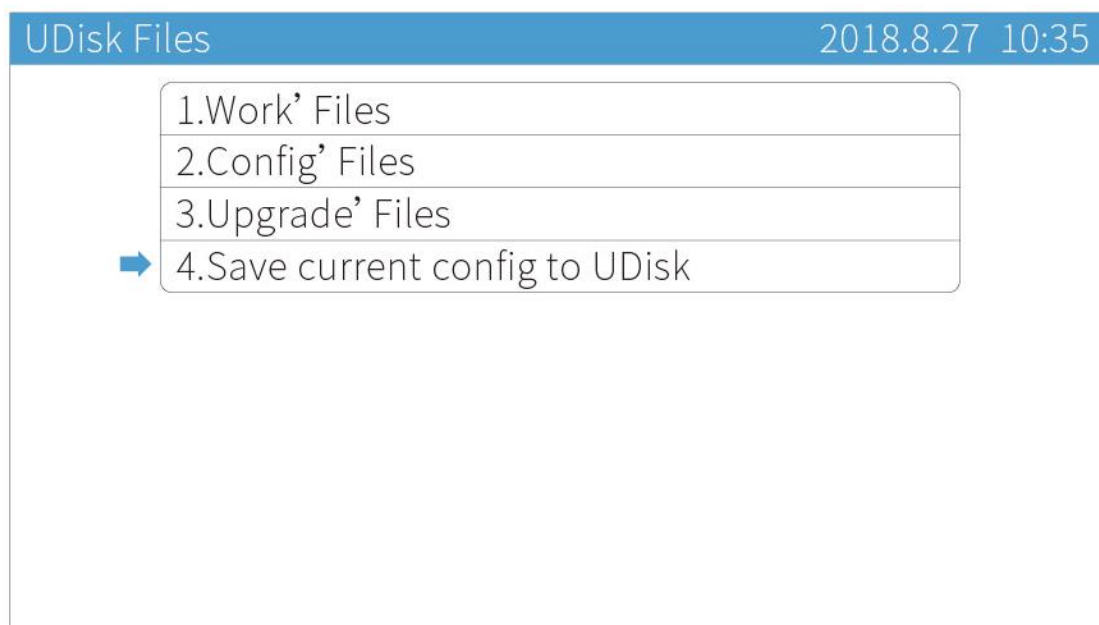 UDisk Files 2018.8.27 10:35
1.Work’ Files
2.Config’ Files
3.Upgrade’ Files
4.Save current config to UDisk